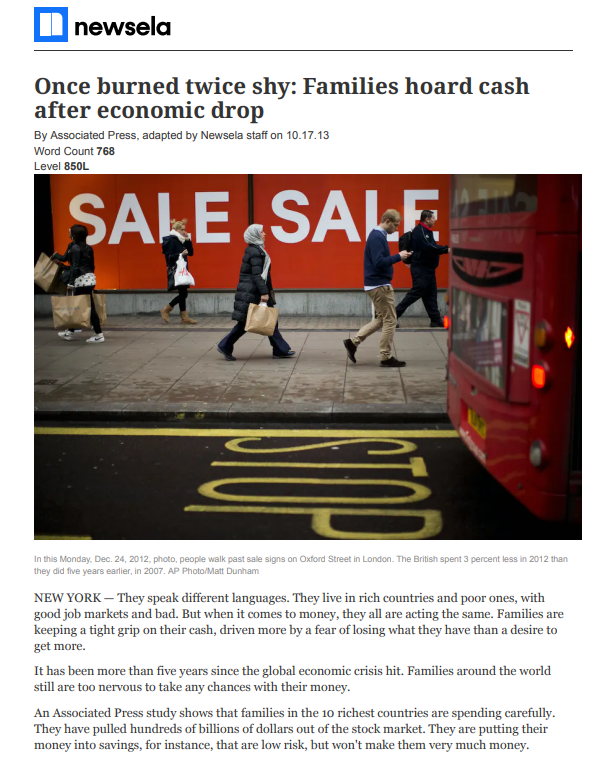 newsela
Once burned twice shy: Families hoard cash
after economic drop
By Associated Press, adapted by Newsela staff on 10.17.13
Word Count 768
Level 850L
SALE SALE
STOP
In this Monday, Dec. 24, 2012, photo, people walk past sale signs on Oxford Street in London. The British spent 3 percent less in 2012 than
they did five years earlier, in 2007. AP Photo/Matt Dunham
NEW YORK — They speak different languages. They live in rich countries and poor ones, with
good job markets and bad. But when it comes to money, they all are acting the same. Families are
keeping a tight grip on their cash, driven more by a fear of losing what they have than a desire to
get more.
It has been more than five years since the global economic crisis hit. Families around the world
still are too nervous to take any chances with their money.
An Associated Press study shows that families in the 10 richest countries are spending carefully.
They have pulled hundreds of billions of dollars out of the stock market. They are putting their
money into savings, for instance, that are low risk, but won't make them very much money.